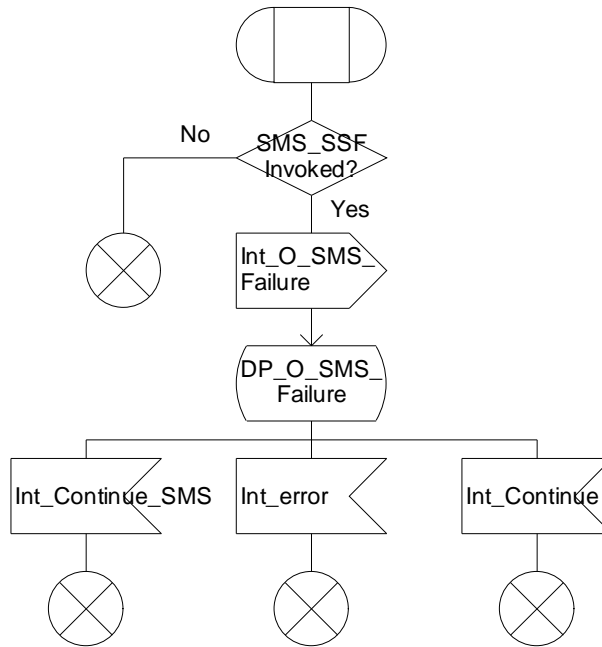 No
SMS_SSF
Invoked?
Yes
Int_O_SMS_
Failure
DP_O_SMS_
Failure
Int_Continue_SMS
Int_error
Int_Continue